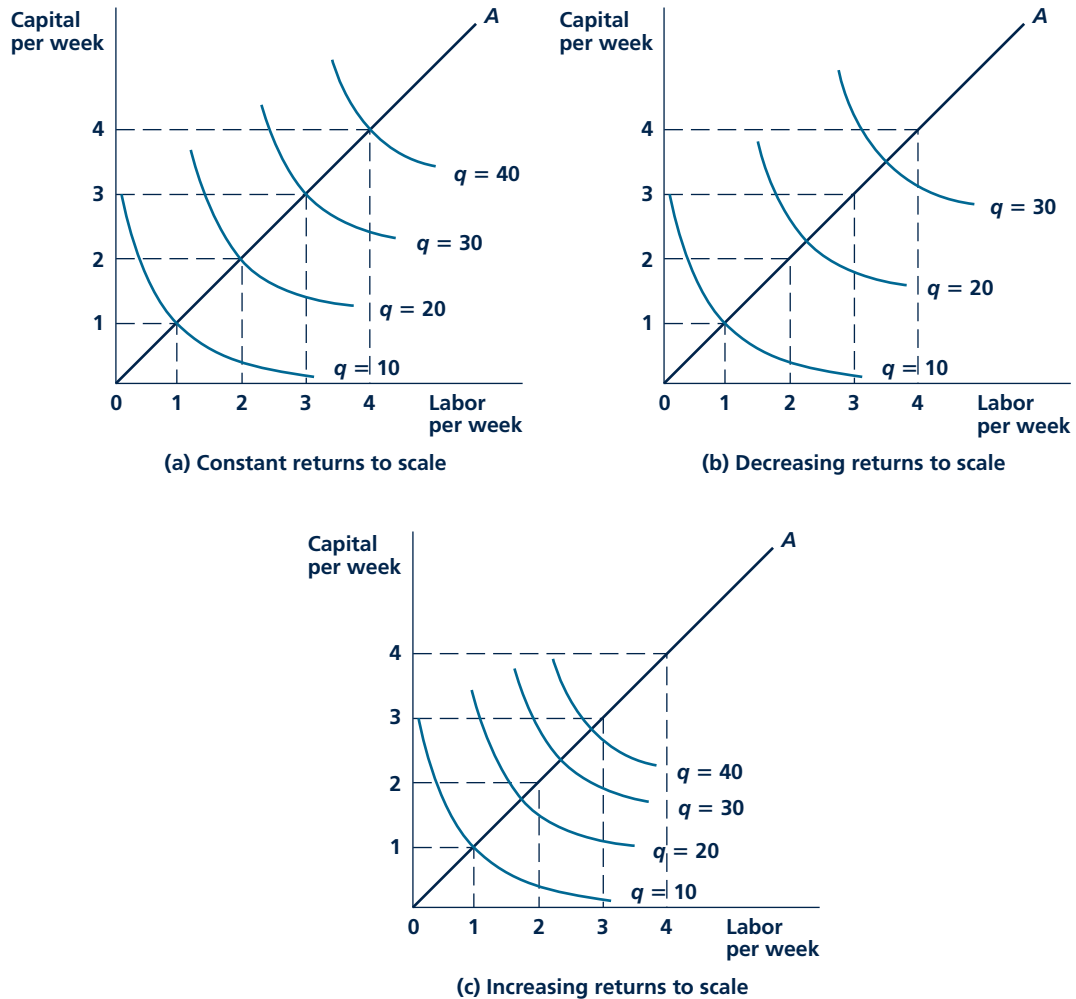 Capital
per week
A
4
3
2
1
0
1
2
3
4
q = 40
q = 30
q = 20
q = 10
Labor
per week
(a) Constant returns to scale
Capital
per week
A
4
3
2
1
0
1
2
3
4
q = 30
q = 20
q = 10
Labor
per week
(b) Decreasing returns to scale
Capital
per week
A
4
3
2
1
0
1
2
3
4
q = 40
q = 30
q = 20
q = 10
Labor
per week
(c) Increasing returns to scale